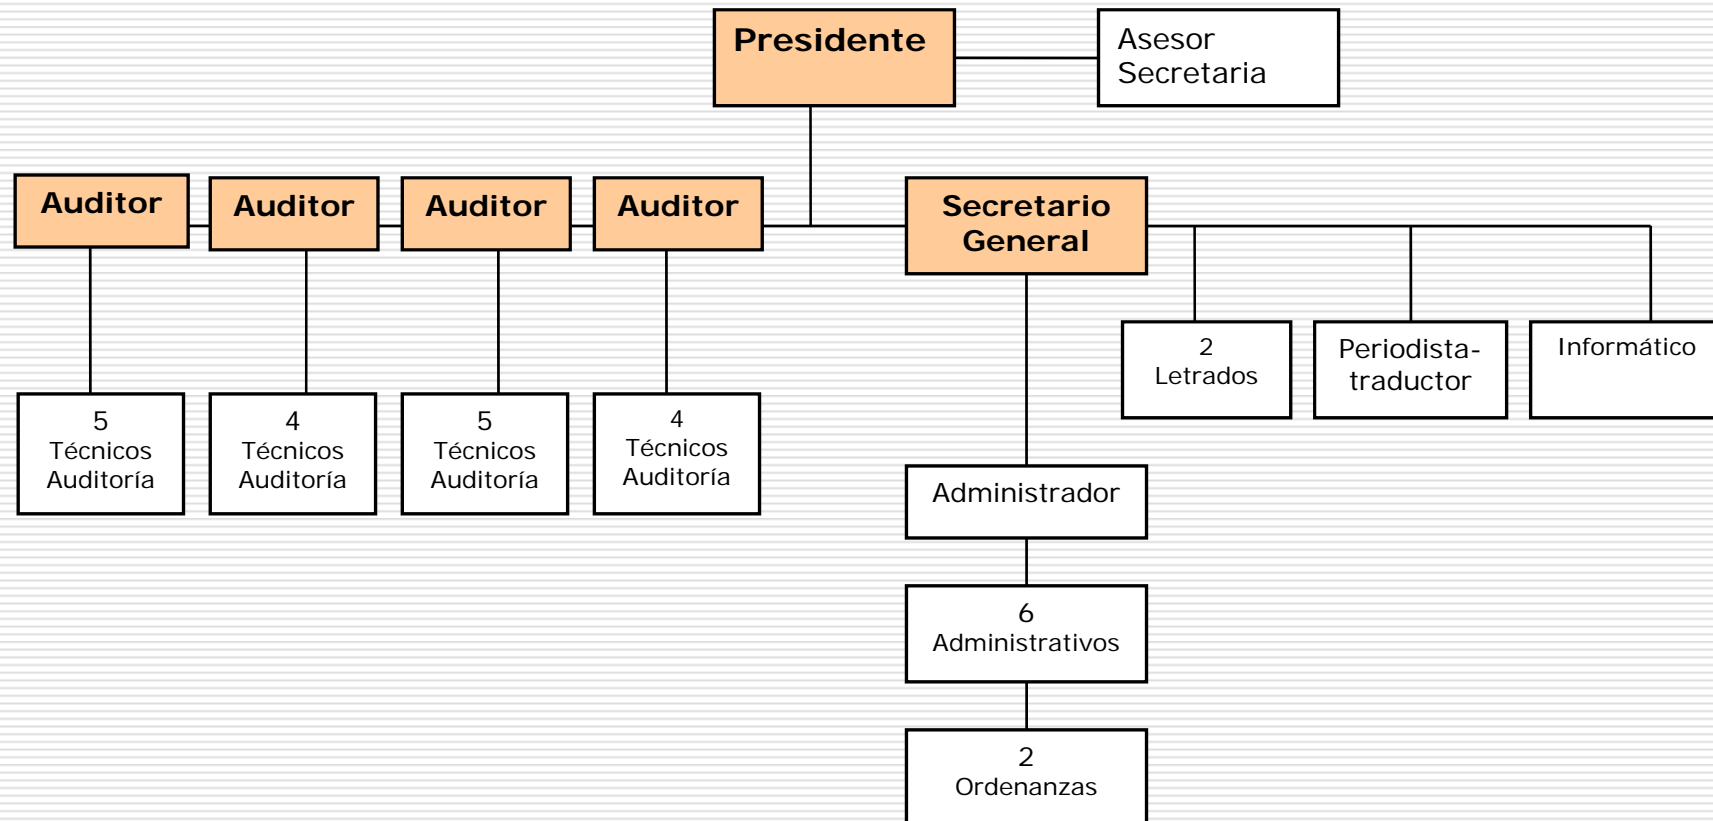 Presidente
Asesor
Secretaria
Auditor
Auditor
Auditor
Auditor
Secretario
General
2
Letrados
Periodista-
traductor
Informático
5
Técnicos
Auditoría
4
Técnicos
Auditoría
5
Técnicos
Auditoría
4
Técnicos
Auditoría
Administrador
6
Administrativos
2
Ordenanzas